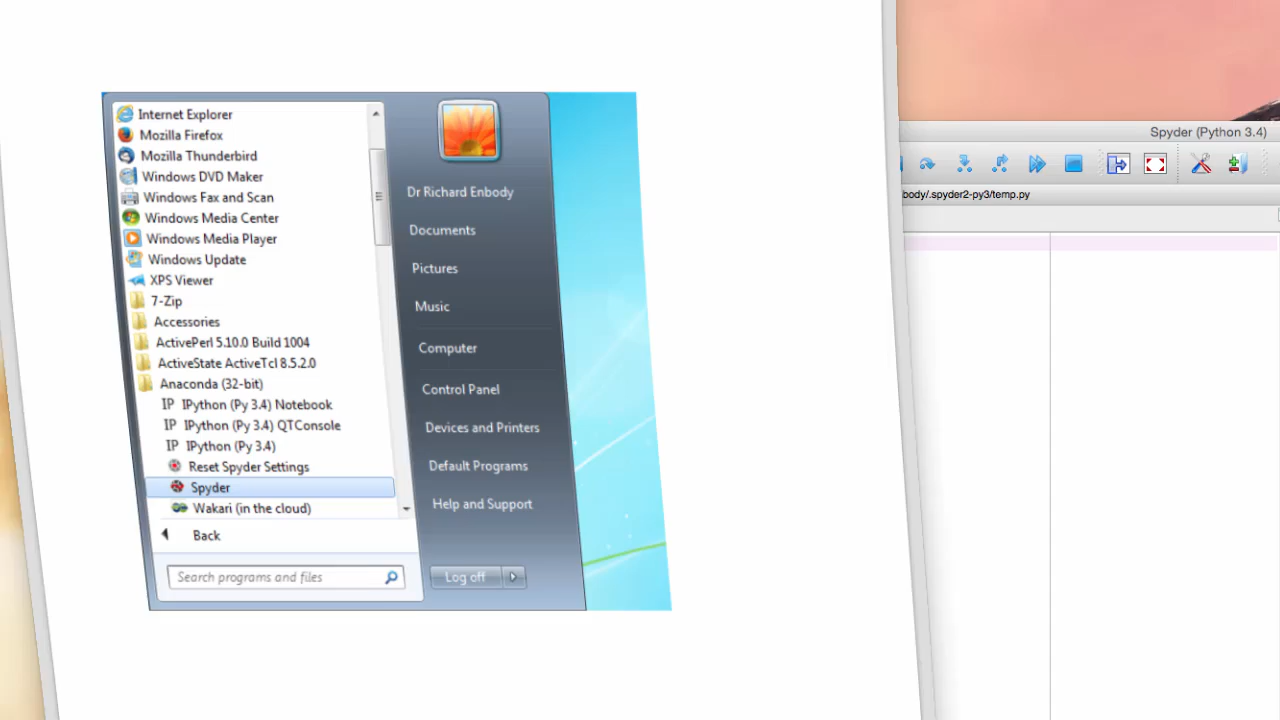 Internet Explorer
Mozilla Firefox
Mozilla Thunderbird
Windows DVD Maker
Windows Fax and Scan
Windows Media Center
Windows Media Player
Windows Update
XPS Viewer
7-Zip
Accessories
ActivePerl 5.10.0 Build 1004
ActiveState ActiveTcl 8.5.2.0
Anaconda (32-bit)
IP IPython (Py 3.4) Notebook
IP IPython (Py 3.4) QTConsole
IP IPython (Py 3.4)
Reset Spyder Settings
Spyder
Wakari (in the cloud)
Back
Search programs and files
Dr Richard Enbody
Documents
Pictures
Music
Computer
Control Panel
Devices and Printers
Default Programs
Help and Support
Log off
Spyder (Python 3.4)
body/.spyder2-py3/temp.py